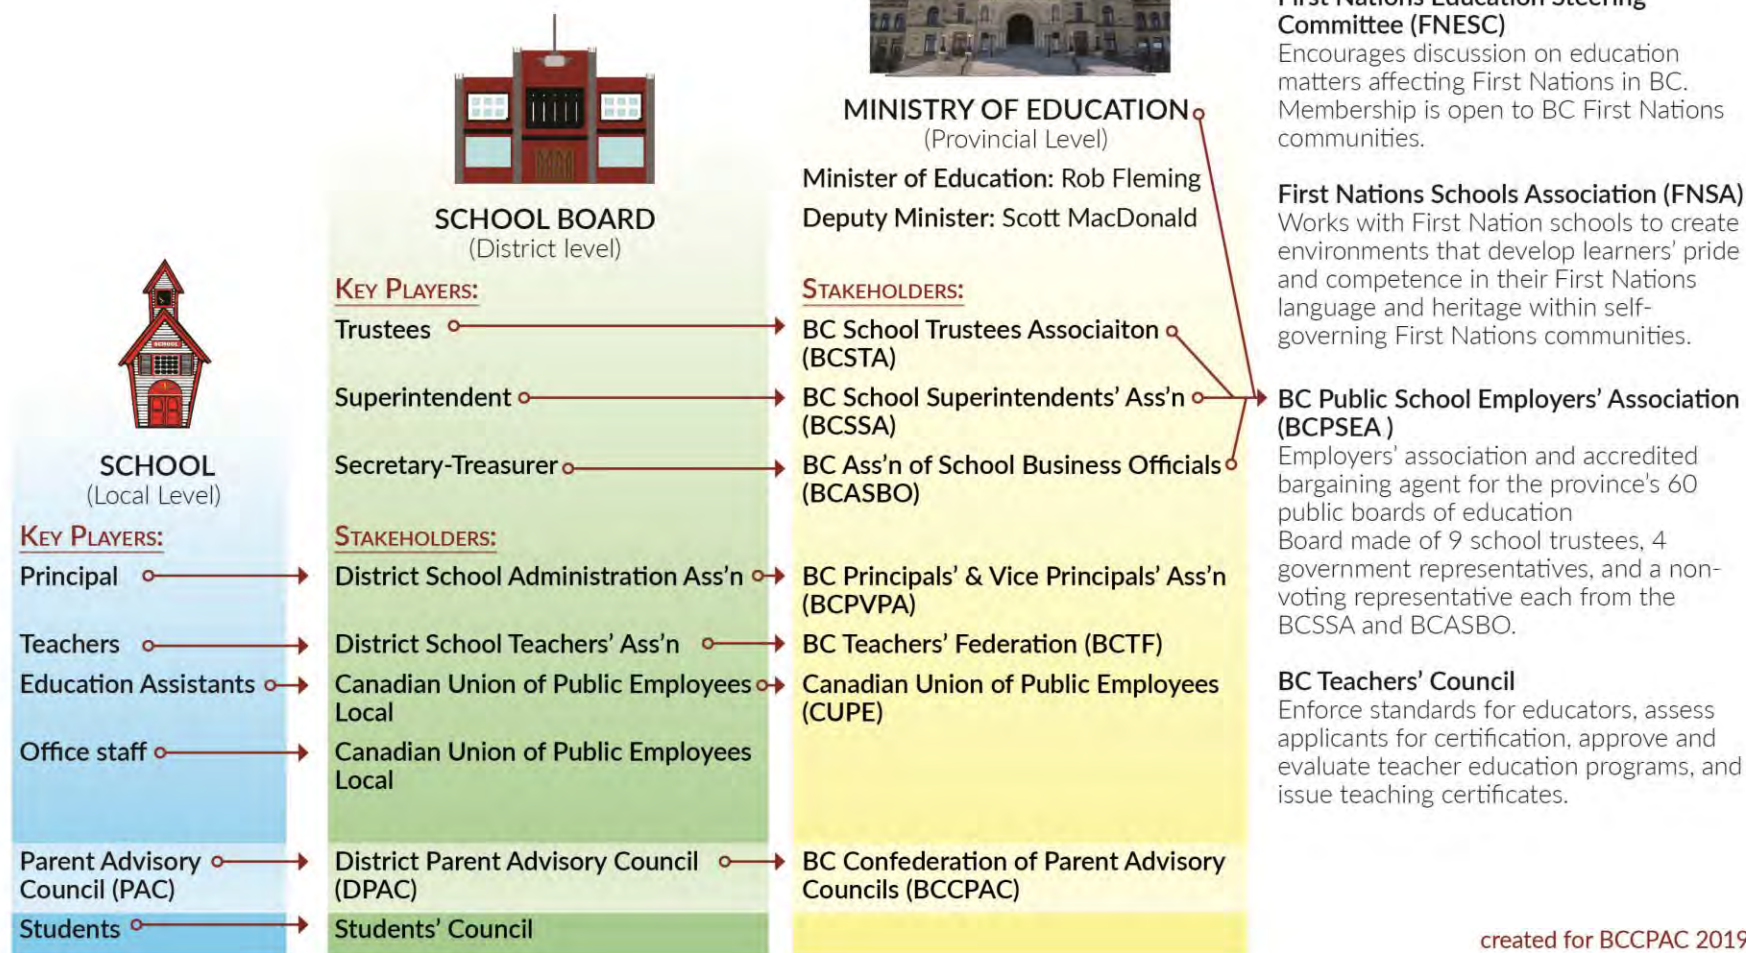 SCHOOL
SCHOOL
(Local Level)
KEY PLAYERS:
Principal
Teachers
Education Assistants
Office staff
Parent Advisory
Council (PAC)
Students
SCHOOL BOARD
(District level)
KEY PLAYERS:
Trustees
Superintendent
Secretary-Treasurer
STAKEHOLDERS:
District School Administration Ass'n
District School Teachers' Ass'n
Canadian Union of Public Employees
Local
Canadian Union of Public Employees
Local
District Parent Advisory Council
(DPAC)
Students' Council
MINISTRY OF EDUCATION
(Provincial Level)
Minister of Education: Rob Fleming
Deputy Minister: Scott MacDonald
STAKEHOLDERS:
BC School Trustees Associaiton
(BCSTA)
BC School Superintendents' Ass'n
(BCSSA)
BC Ass'n of School Business Officials
(BCASBO)
BC Principals' & Vice Principals' Ass'n
(BCPVPA)
BC Teachers' Federation (BCTF)
Canadian Union of Public Employees
(CUPE)
BC Confederation of Parent Advisory
Councils (BCCPAC)
First Nations Education Steering
Committee (FNESC)
Encourages discussion on education
matters affecting First Nations in BC.
Membership is open to BC First Nations
communities.
First Nations Schools Association (FNSA)
Works with First Nation schools to create
environments that develop learners' pride
and competence in their First Nations
language and heritage within self-
governing First Nations communities.
BC Public School Employers' Association
(BCPSEA )
Employers' association and accredited
bargaining agent for the province's 60
public boards of education
Board made of 9 school trustees, 4
government representatives, and a non-
voting representative each from the
BCSSA and BCASBO.
BC Teachers' Council
Enforce standards for educators, assess
applicants for certification, approve and
evaluate teacher education programs, and
issue teaching certificates.
created for BCCPAC 2019